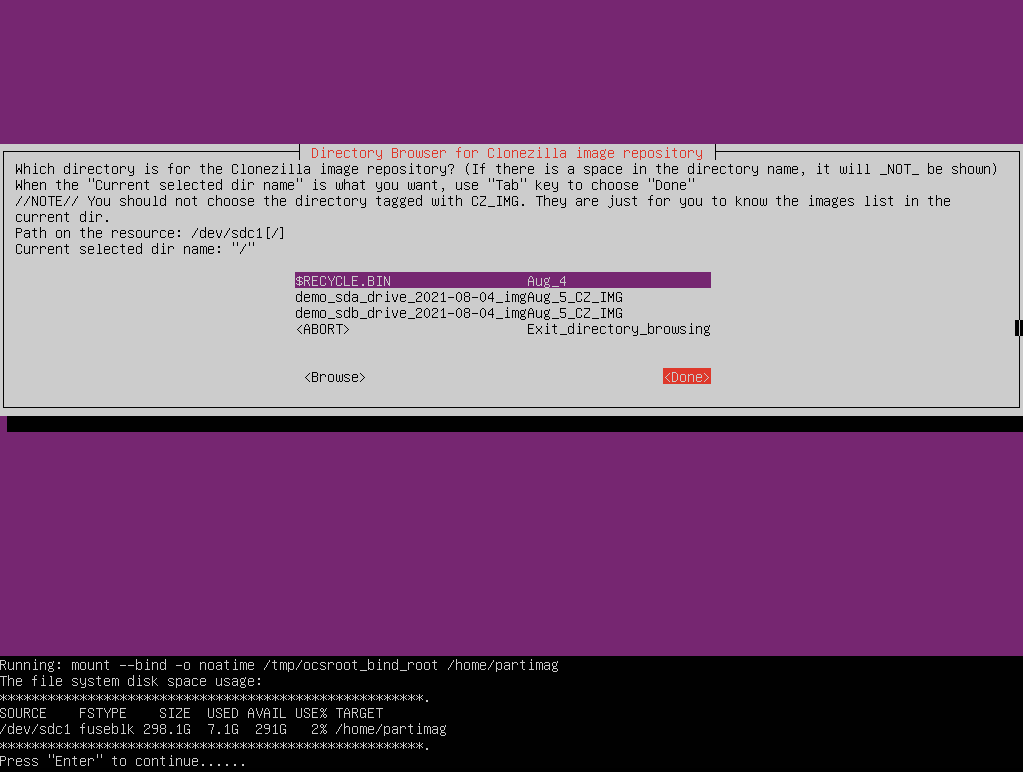 Directory Browser for Clonezilla image repository
Which directory is for the Clonezilla image repository? (If there is a space in the directory name, it will _NOT_ be shown)
When the "Current selected dir name" is what you want, use "Tab" key to choose "Done"
//NOTE// You should not choose the directory tagged with CZ_IMG. They are just for you to know the images list in the
current dir.
Path on the resource: /dev/sdc1[/]
Current selected dir name: "/"
$RECYCLE.BIN Aug_4
demo_sda_drive_2021-08-04_imgAug_5_CZ_IMG
demo_sdb_drive_2021-08-04_imgAug_5_CZ_IMG
<ABORT> Exit_directory_browsing
<Browse> <Done>
Running: mount --bind -o noatime /tmp/ocsroot_bind_root /home/partimag
The file system disk space usage:
*****************************************************.
SOURCE FSTYPE SIZE USED AVAIL USE% TARGET
/dev/sdc1 fuseblk 298.1G 7.1G 291G 2% /home/partimag
*****************************************************.
Press "Enter" to continue......